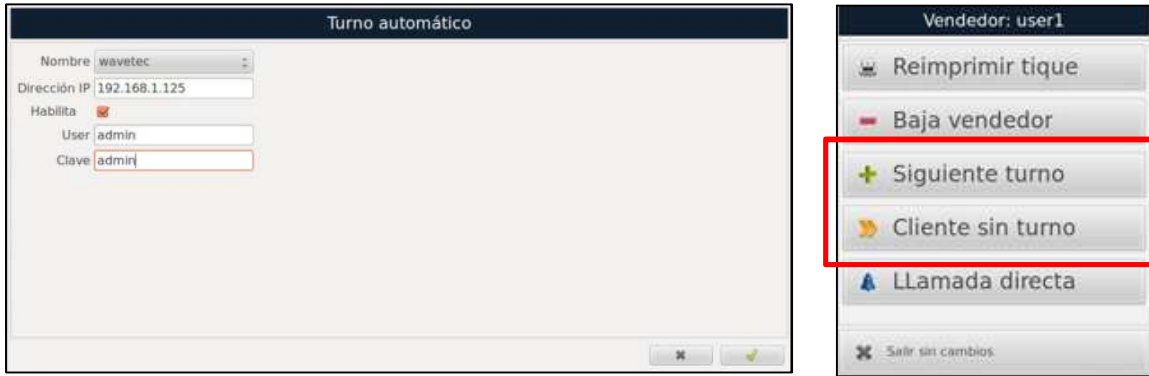 Turno automático
Nombre wavetec
Dirección IP 192.168.1.125
Habilita
User admin
Clave admin
Vendedor: user1
Reimprimir tique
Baja vendedor
Siguiente turno
Cliente sin turno
LLamada directa
Salir sin cambios